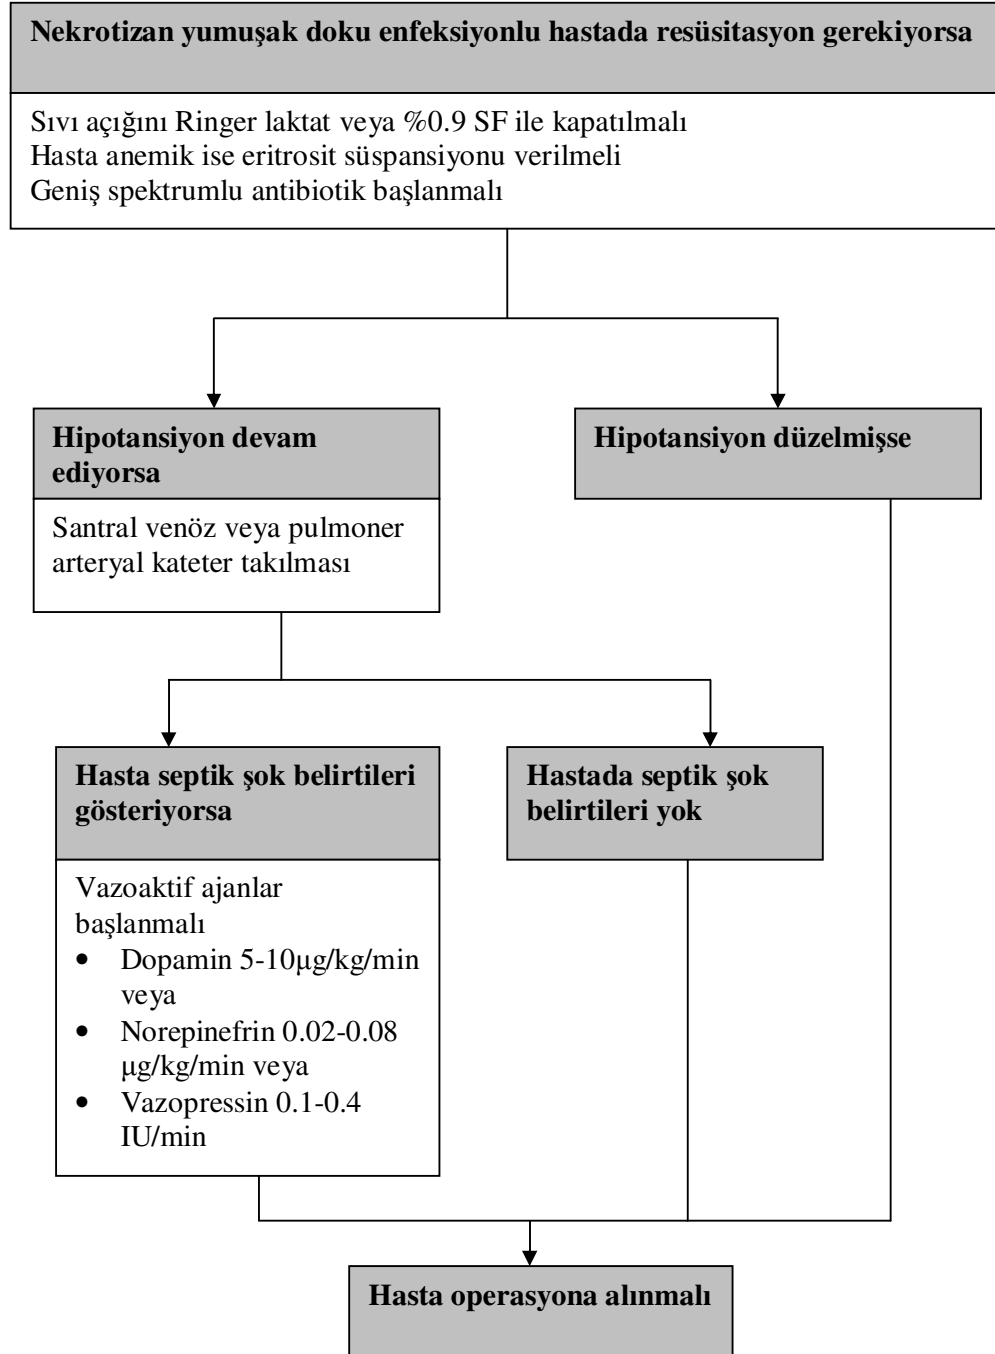 Nekrotizan yumuşak doku enfeksiyonlu hastada resüsitasyon gerekiyorsa
Sıvı açığını Ringer laktat veya %0.9 SF ile kapatılmalı
Hasta anemik ise eritrosit süspansiyonu verilmeli
Geniş spektrumlu antibiotik başlanmalı
Hipotansiyon devam
ediyorsa
Santral venöz veya pulmoner
arteryal kateter takılması
Hipotansiyon düzelmişse
Hasta septik şok belirtileri
gösteriyorsa
Vazoaktif ajanlar
başlanmalı
• Dopamin 5-10µg/kg/min
veya
• Norepinefrin 0.02-0.08
µg/kg/min veya
• Vazopressin 0.1-0.4
IU/min
Hastada septik şok
belirtileri yok
Hasta operasyona alınmalı